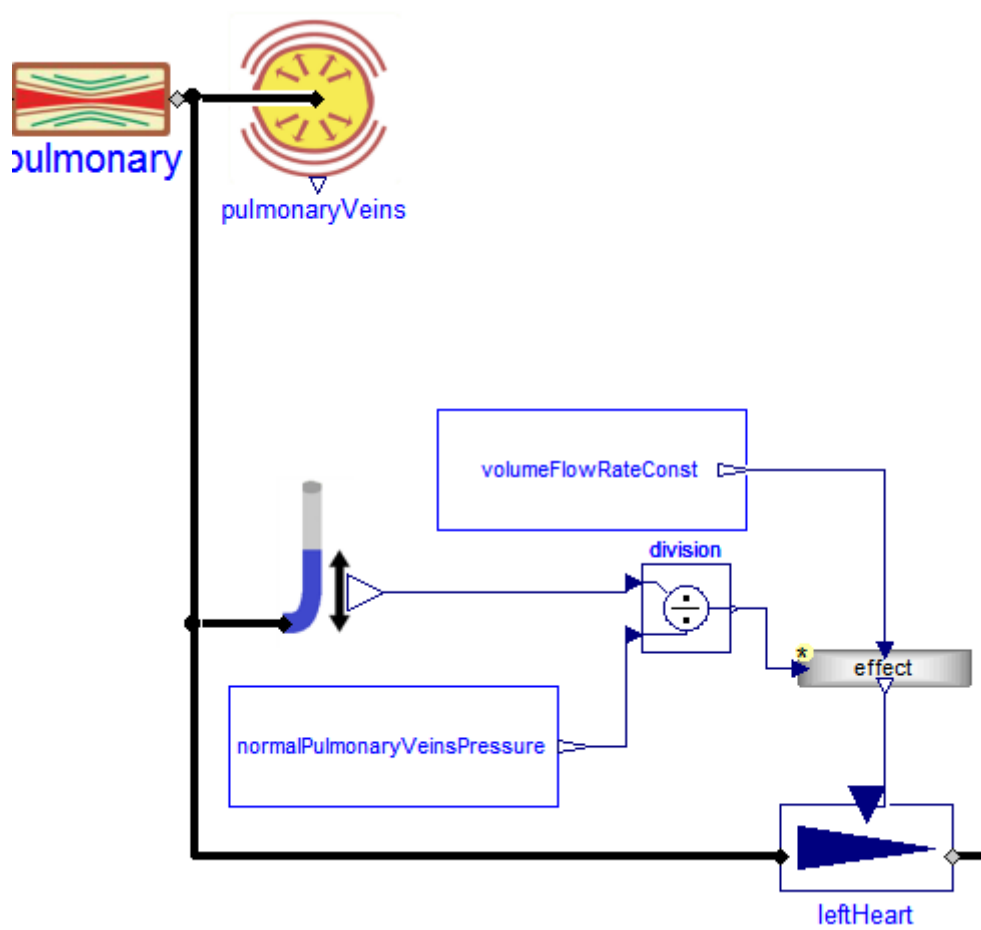 pulmonary
pulmonaryVeins
volumeFlowRateConst
division
*
effect
normalPulmonaryVeinsPressure
leftHeart